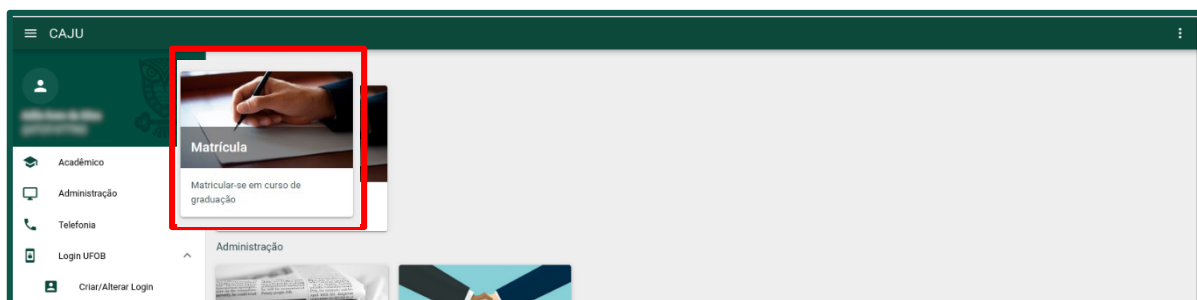 CAJU
Acadêmico
Administração
Telefonia
Login UFOB
Criar/Alterar Login
Matrícula
Matricular-se em curso de
graduação
Administração